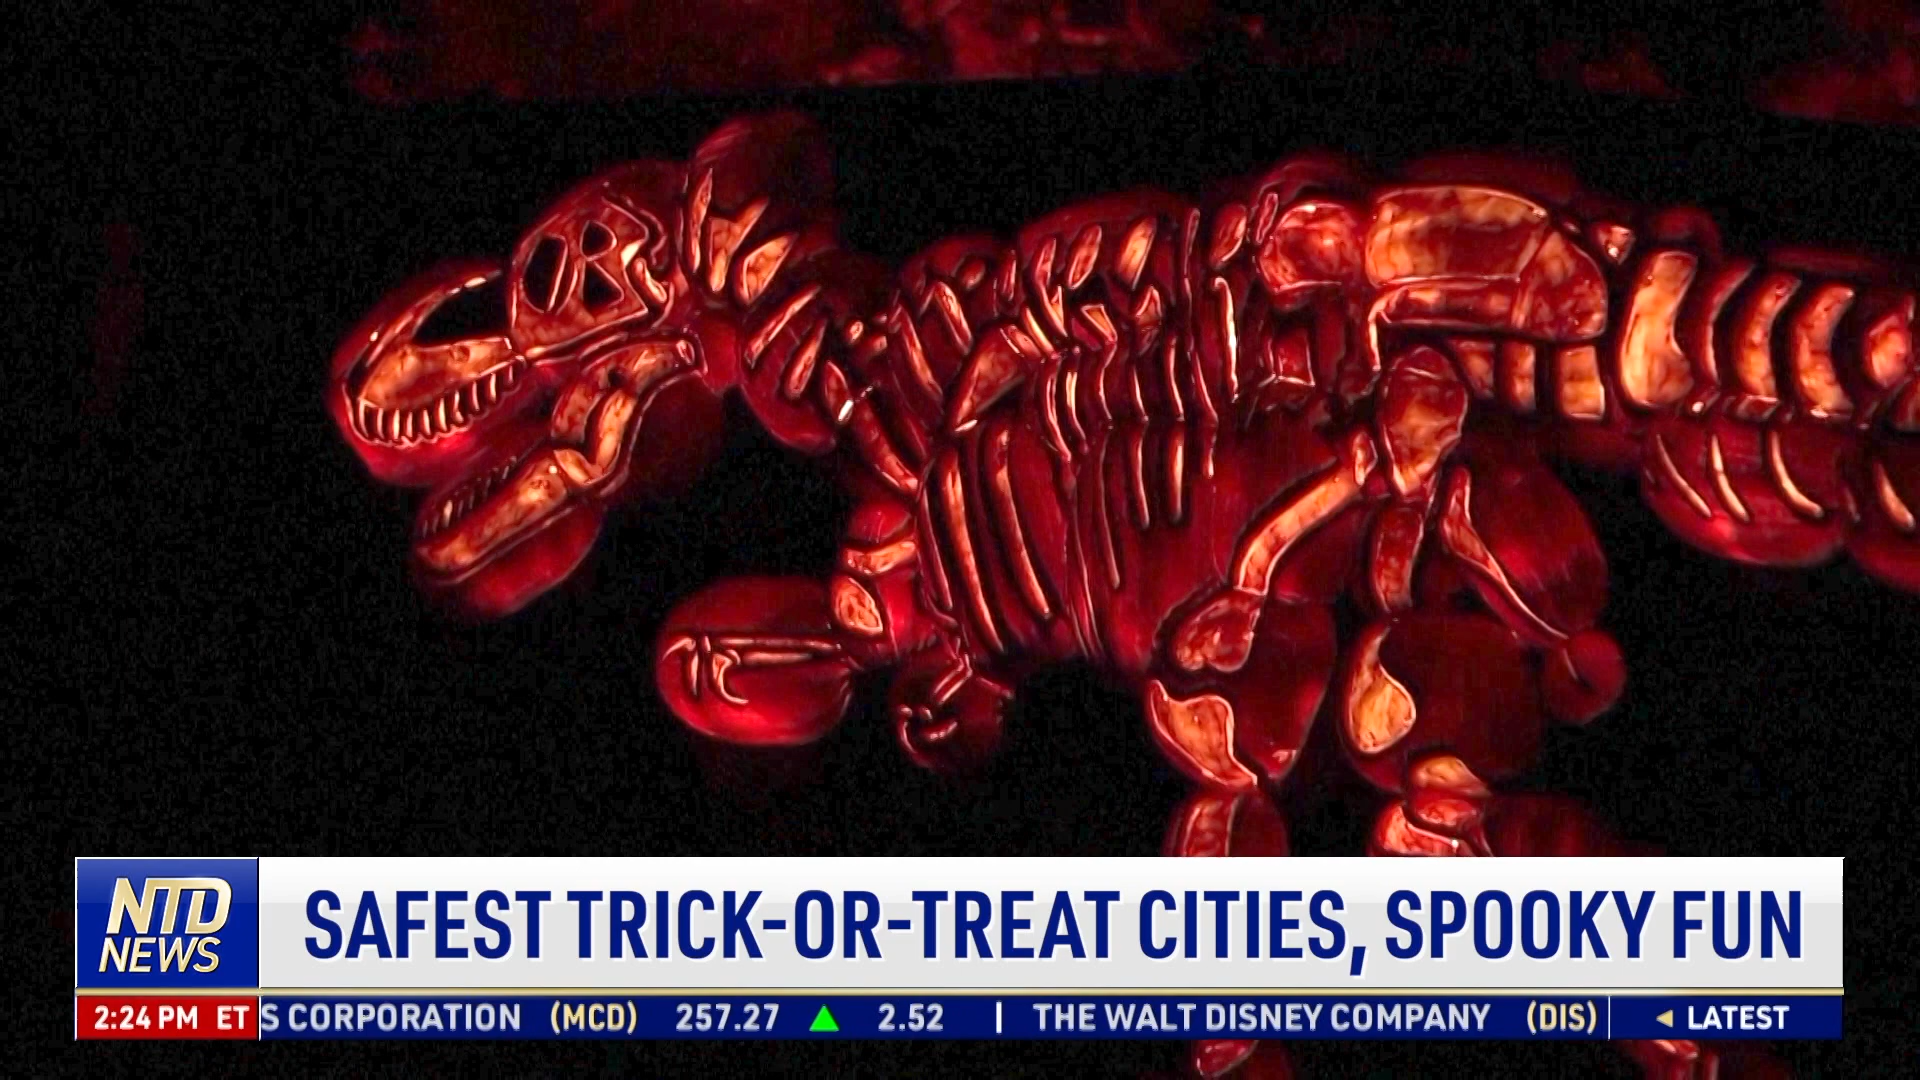 NTD
NEWS
SAFEST TRICK-OR-TREAT CITIES, SPOOKY FUN
2:24 PM ET
S CORPORATION (MCD) 257.27 ▲ 2.52 | THE WALT DISNEY COMPANY (DIS)
◄ LATEST